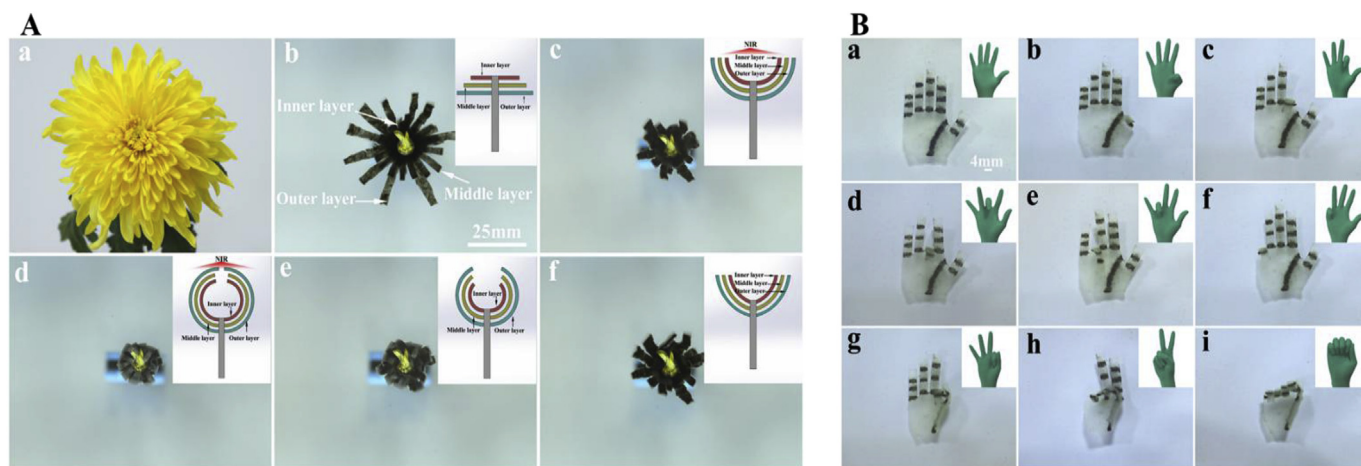 A
a
b
Inner layer
Middle layer
Outer layer
25mm
Inner layer
Middle layer
Outer layer
c
NIR
Inner layer
Middle layer
Outer layer
d
NIR
Inner layer
Middle layer
Outer layer
e
Inner layer
Middle layer
Outer layer
f
Inner layer
Middle layer
Outer layer
B
a
4mm
b
c
d
e
f
g
h
i